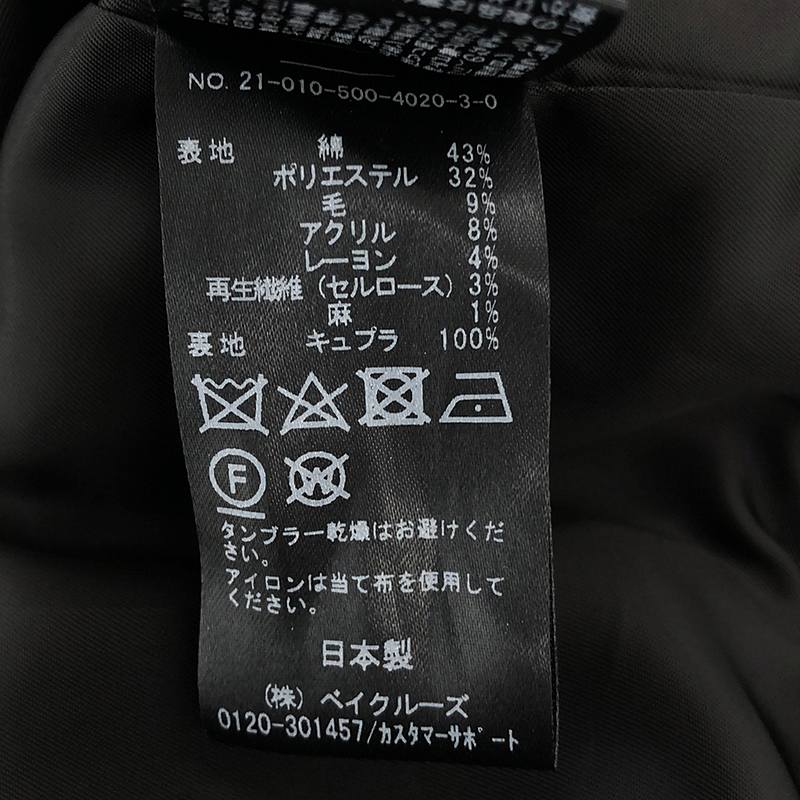 NO. 21-010-500-4020-3-0
表地 綿 43%
ポリエステル 32%
毛 9%
アクリル 8%
レーヨン 4%
再生繊維（セルロース）3%
麻 1%
裏地 キュプラ 100%
F W
タンブラー乾燥はお避けくだ
さい。
アイロンは当て布を使用して
ください。
日本製
（株）ベイクルーズ
0120-301457/ｶｽﾀﾏｰｻﾎﾟｰﾄ